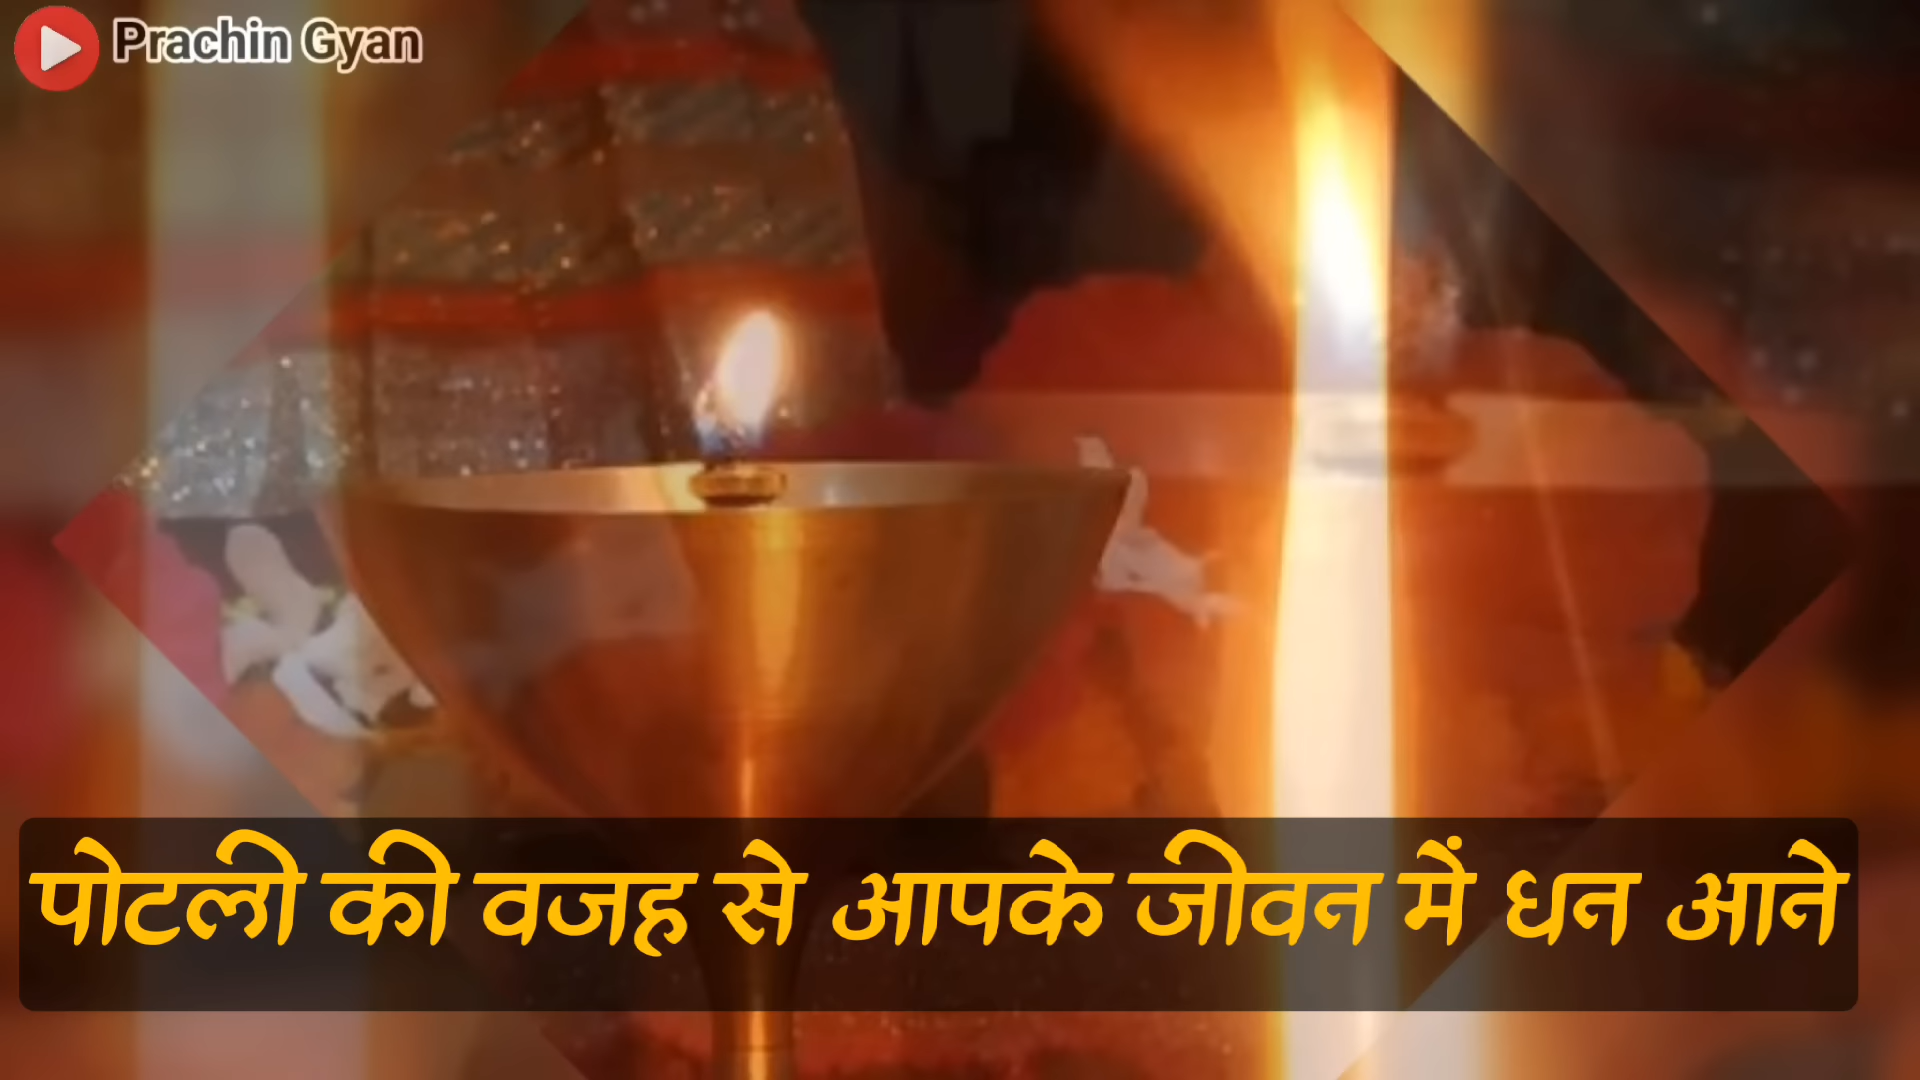 Prachin Gyan
पोटली की वजह से आपके जीवन में धन आने